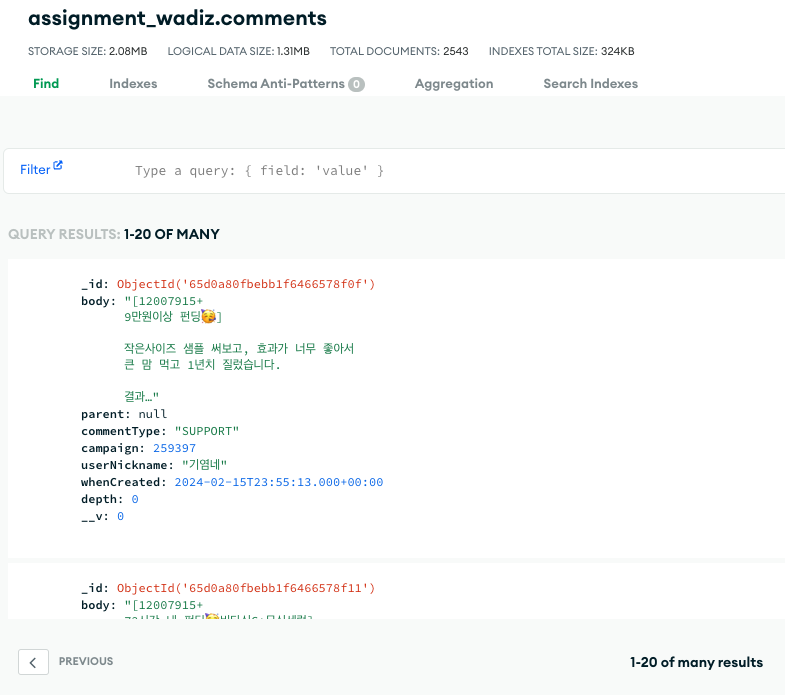 assignment_wadiz.comments
STORAGE SIZE: 2.08MB LOGICAL DATA SIZE: 1.31MB TOTAL DOCUMENTS: 2543 INDEXES TOTAL SIZE: 324KB
Find Indexes Schema Anti-Patterns 0 Aggregation Search Indexes
Filter Type a query: { field: 'value' }
QUERY RESULTS: 1-20 OF MANY
_id: ObjectId('65d0a80fbebb1f6466578f0f')
body: "[12007915+
9만원이상 펀딩🥳]
작은사이즈 샘플 써보고, 효과가 너무 좋아서
큰 맘 먹고 1년치 질렀습니다.
결과…"
parent: null
commentType: "SUPPORT"
campaign: 259397
userNickname: "기염네"
whenCreated: 2024-02-15T23:55:13.000+00:00
depth: 0
__v: 0
_id: ObjectId('65d0a80fbebb1f6466578f11')
body: "[12007915+
PREVIOUS
1-20 of many results